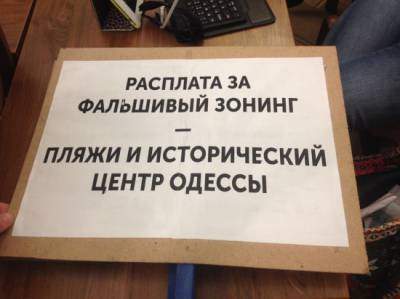 РАСПЛАТА ЗА
ФАЛЬШИВЫЙ ЗОНИНГ
—
ПЛЯЖИ И ИСТОРИЧЕСКИЙ
ЦЕНТР ОДЕССЫ